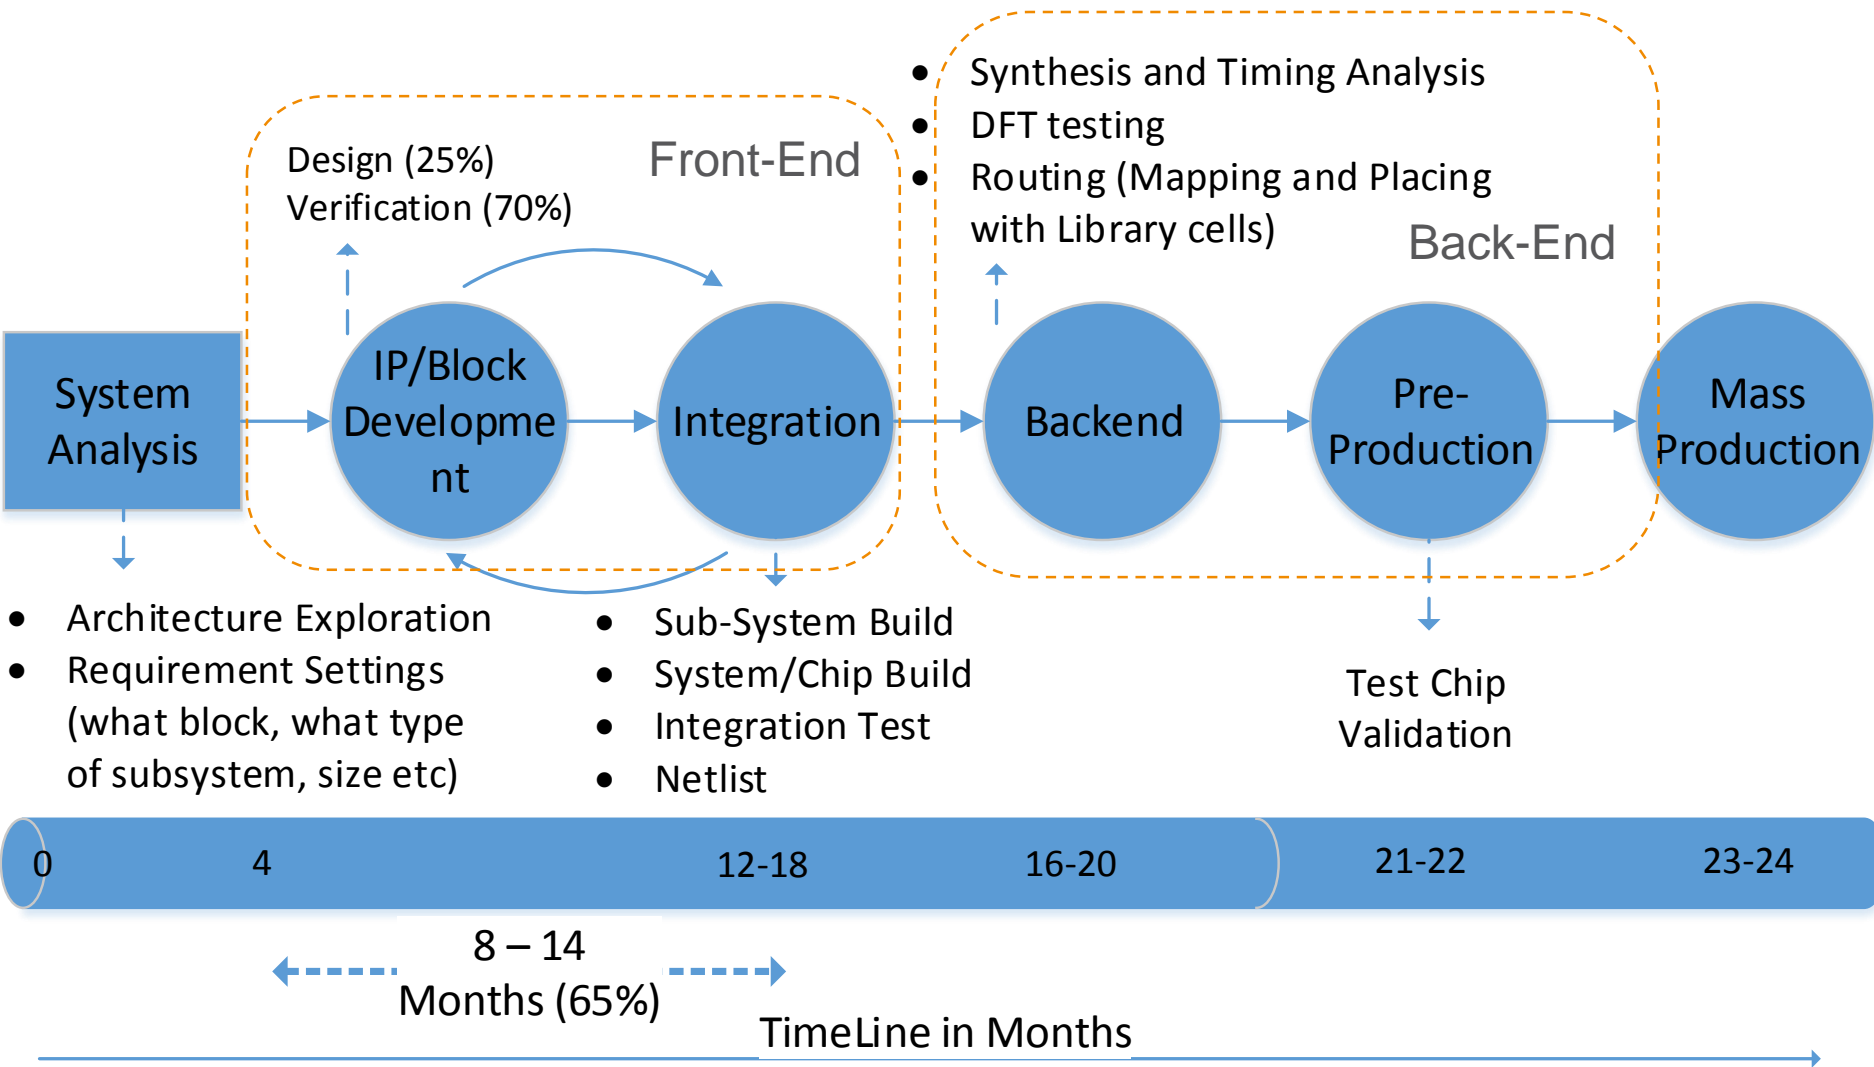 • Synthesis and Timing Analysis
• DFT testing
• Routing (Mapping and Placing
with Library cells)
Back-End
Front-End
Design (25%)
Verification (70%)
System
Analysis
IP/Block
Developme
nt
Integration
Backend
Pre-
Production
Mass
Production
• Architecture Exploration
• Requirement Settings
(what block, what type
of subsystem, size etc)
• Sub-System Build
• System/Chip Build
• Integration Test
• Netlist
Test Chip
Validation
0
4
12-18
16-20
21-22
23-24
8 – 14
Months (65%)
TimeLine in Months